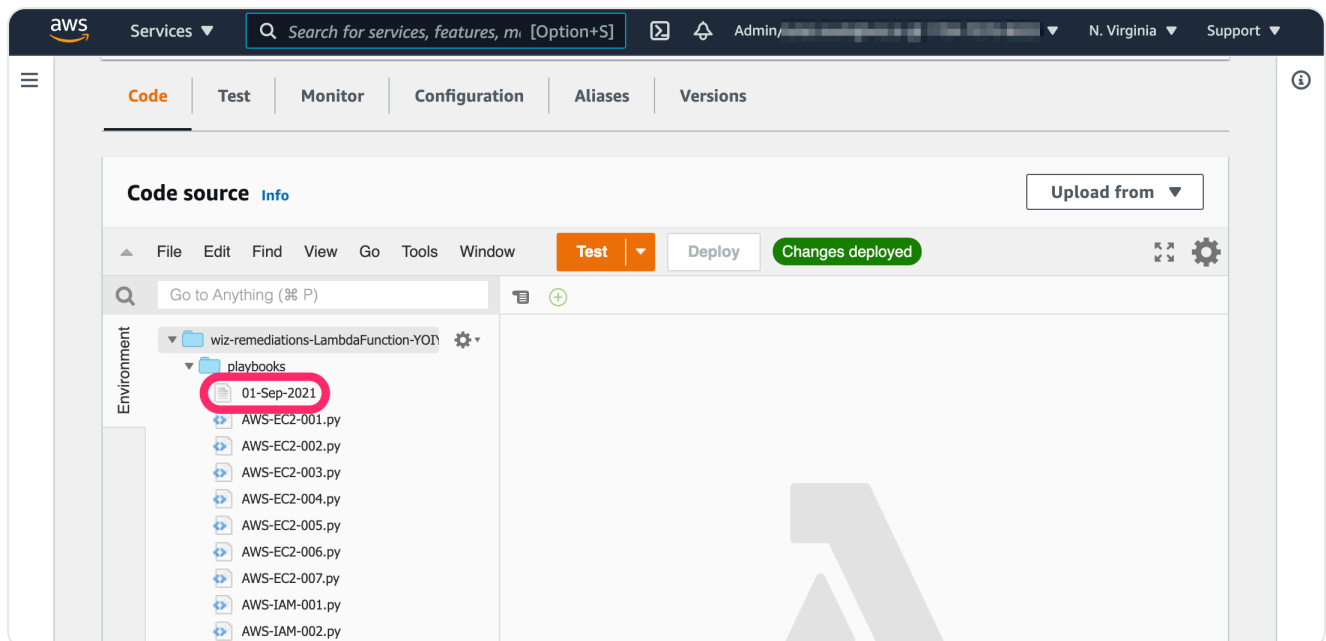 aws Services Search for services, features, m [Option+S] Admin/ N. Virginia Support
Code Test Monitor Configuration Aliases Versions
Code source Info Upload from
File Edit Find View Go Tools Window Test Deploy Changes deployed
Go to Anything (⌘ P)
Environment
wiz-remediations-LambdaFunction-YOIY
playbooks
01-Sep-2021
AWS-EC2-001.py
AWS-EC2-002.py
AWS-EC2-003.py
AWS-EC2-004.py
AWS-EC2-005.py
AWS-EC2-006.py
AWS-EC2-007.py
AWS-IAM-001.py
AWS-IAM-002.py